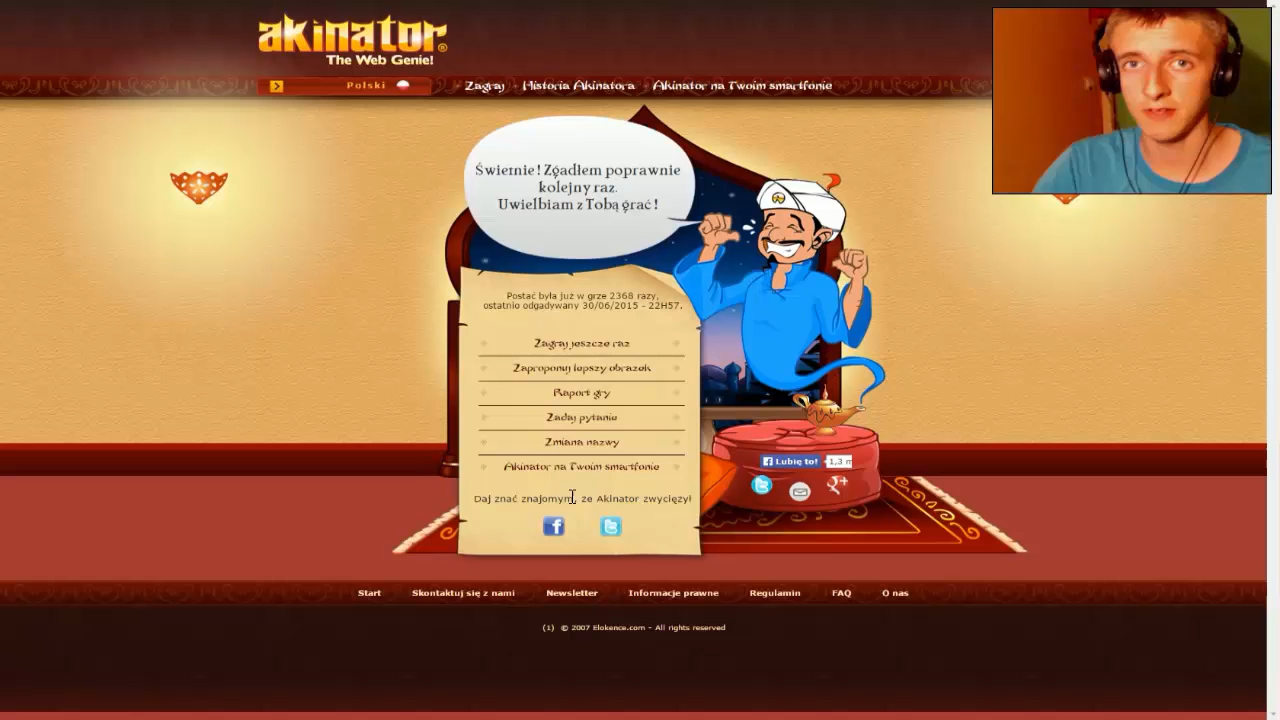 akinator®
The Web Genie!
Polski
Zagraj
Historia Akinatora
Akinator na Twoim smartfonie
Świetnie! Zgadłem poprawnie
kolejny raz.
Uwielbiam z Tobą grać!
Postać była już w grze 2368 razy,
ostatnio odgadywany 30/06/2015 - 22H57.
Zagraj jeszcze raz
Zaproponuj lepszy obrazek
Raport gry
Zadaj pytanie
Zmiana nazwy
Akinator na Twoim smartfonie
Daj znać znajomym, ze Akinator zwyciężył
Lubię to! 1,3 m
Start
Skontaktuj się z nami
Newsletter
Informacje prawne
Regulamin
FAQ
O nas
(1) © 2007 Elokence.com - All rights reserved